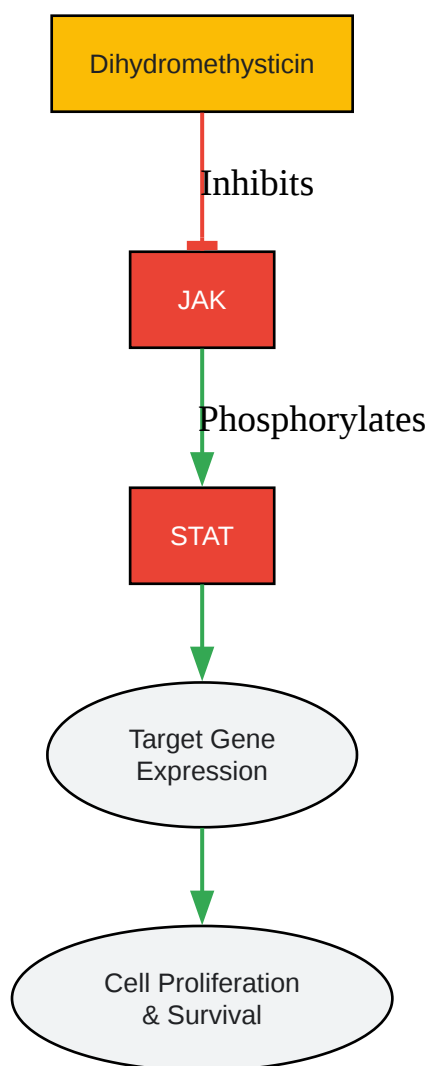 Dihydromethysticin
Inhibits
JAK
Phosphorylates
STAT
Target Gene
Expression
Cell Proliferation
& Survival